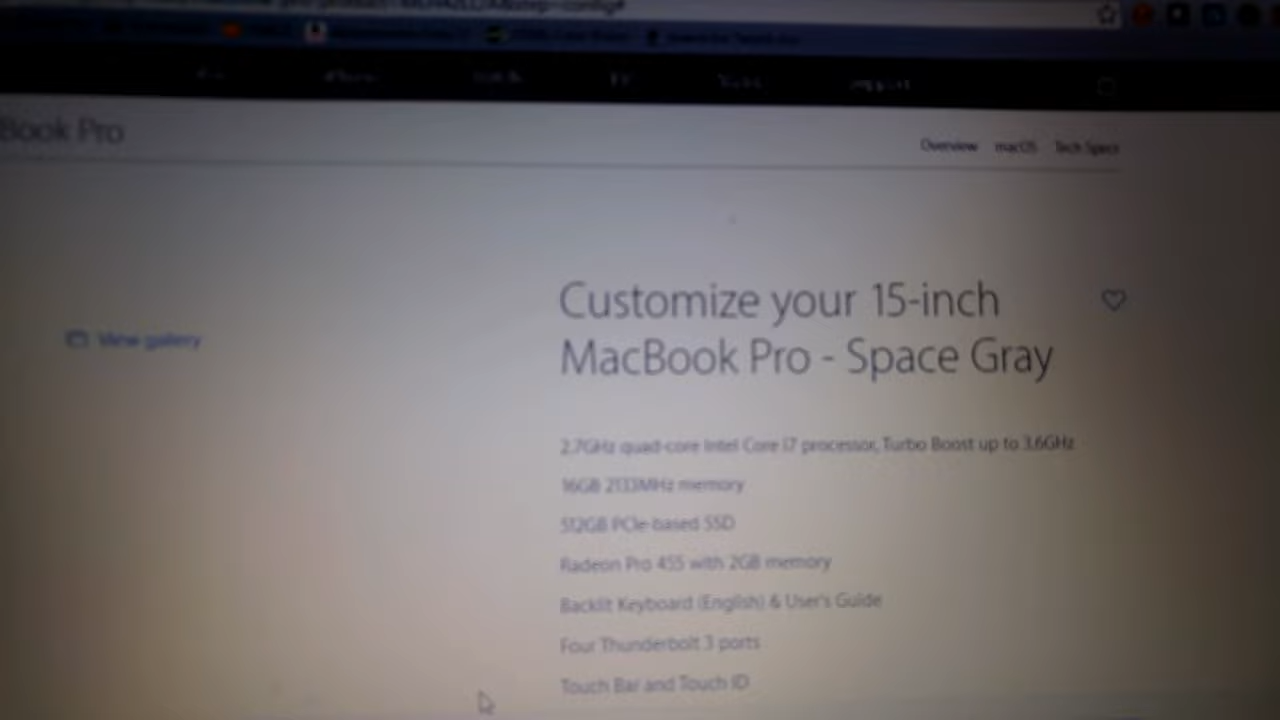 Book Pro
Overview macOS Tech Specs
View gallery
Customize your 15-inch
MacBook Pro - Space Gray
2.7GHz quad-core Intel Core i7 processor, Turbo Boost up to 3.6GHz
16GB 2133MHz memory
512GB PCIe-based SSD
Radeon Pro 455 with 2GB memory
Backlit Keyboard (English) & User's Guide
Four Thunderbolt 3 ports
Touch Bar and Touch ID